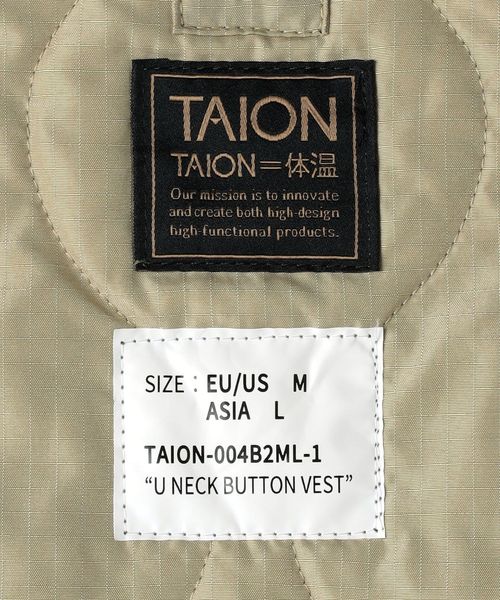 TAION
TAION=体温
Our mission is to innovate
and create both high-design
high-functional products.
SIZE : EU/US M
ASIA L
TAION-004B2ML-1
“U NECK BUTTON VEST”